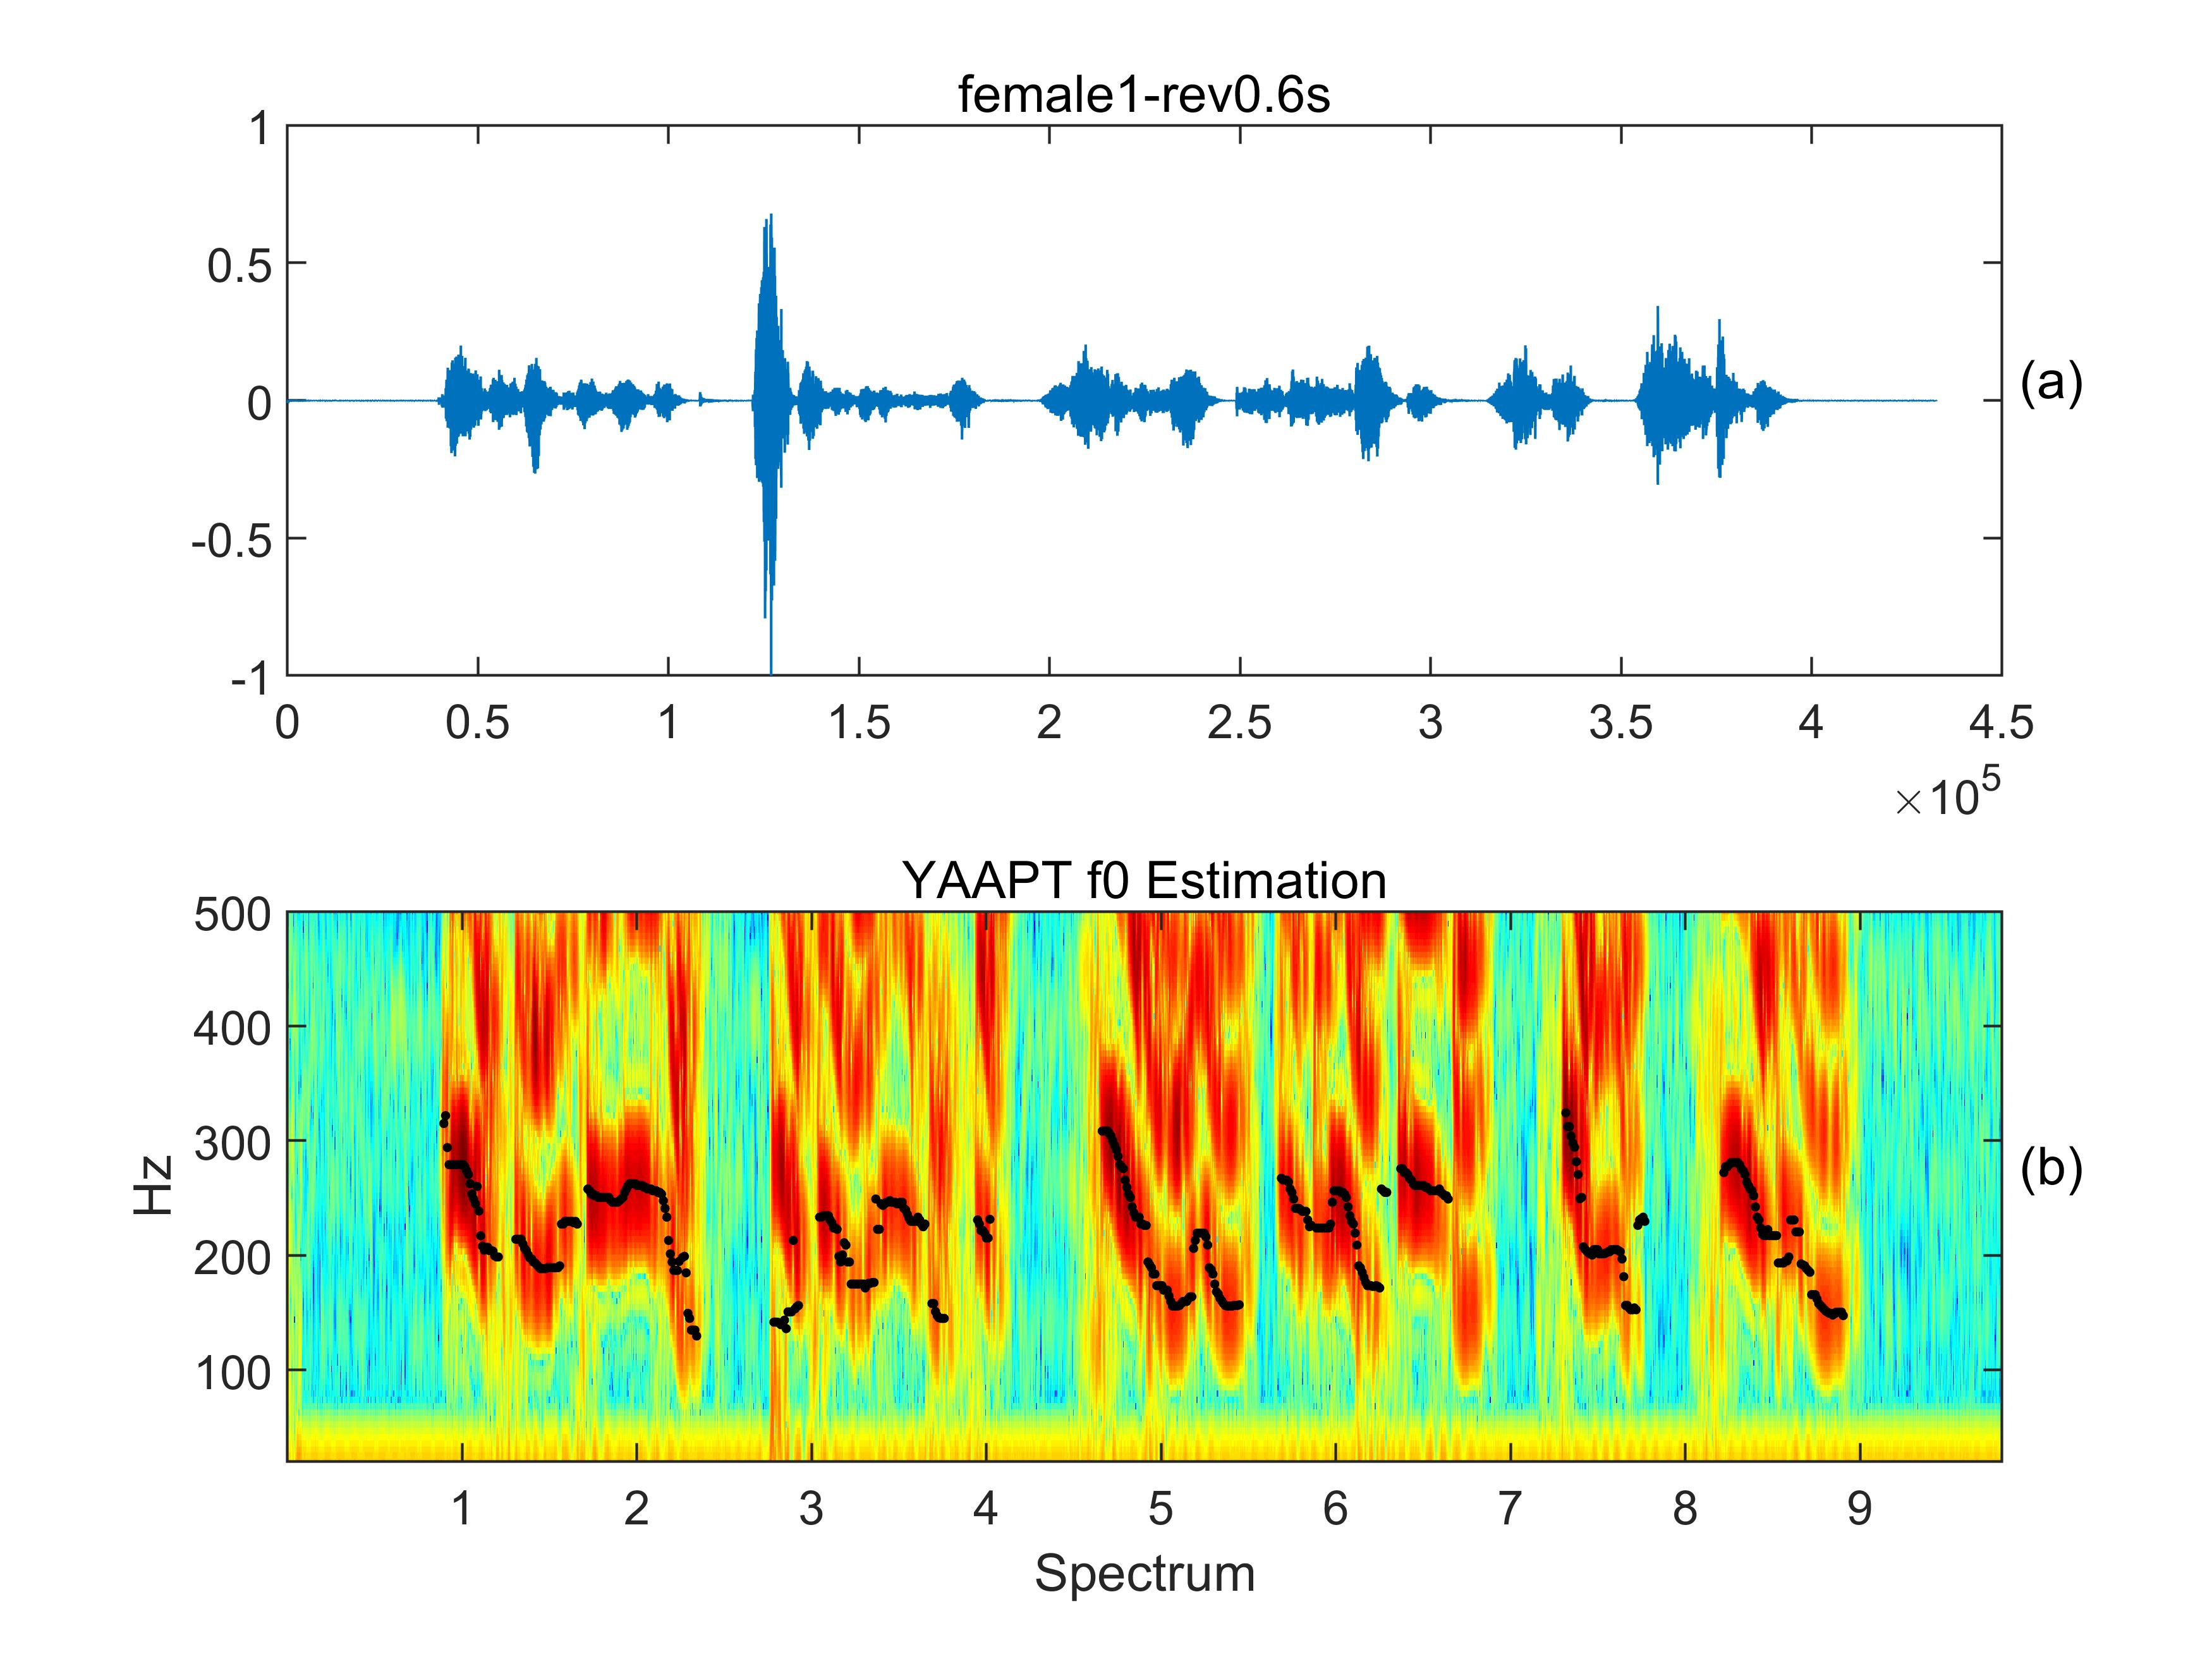 female1-rev0.6s
1
0.5
0
-0.5
-1
(a)
0 0.5 1 1.5 2 2.5 3 3.5 4 4.5
×10^5
YAAPT f0 Estimation
500
400
300
200
100
Hz
(b)
1 2 3 4 5 6 7 8 9
Spectrum